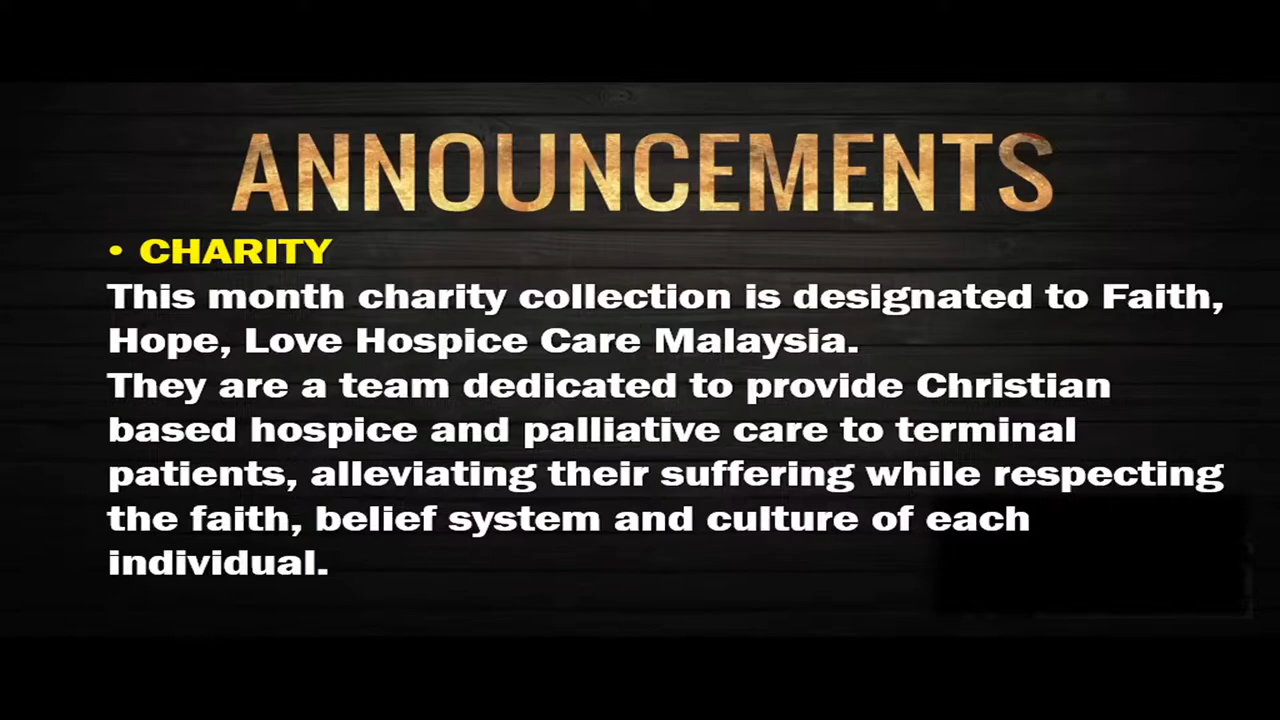 ANNOUNCEMENTS
• CHARITY
This month charity collection is designated to Faith,
Hope, Love Hospice Care Malaysia.
They are a team dedicated to provide Christian
based hospice and palliative care to terminal
patients, alleviating their suffering while respecting
the faith, belief system and culture of each
individual.